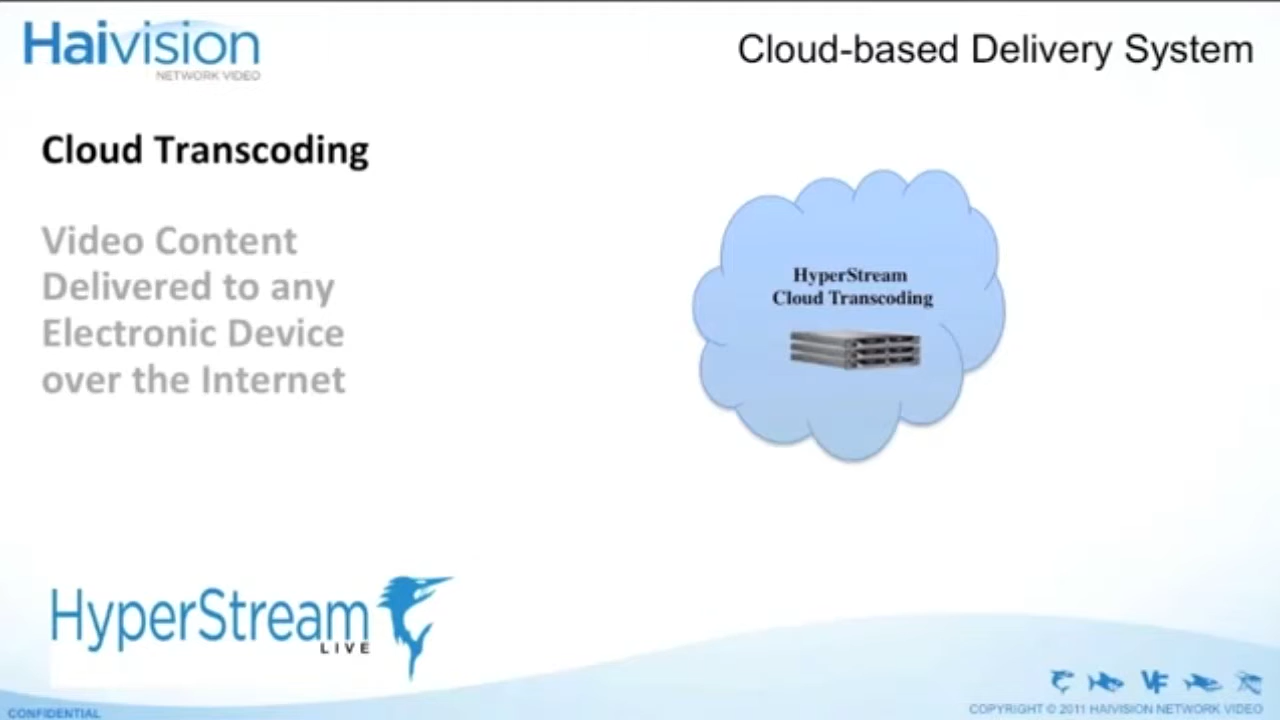 Haivision
NETWORK VIDEO
Cloud-based Delivery System
Cloud Transcoding
Video Content
Delivered to any
Electronic Device
over the Internet
HyperStream
Cloud Transcoding
HyperStream
LIVE
VF
CONFIDENTIAL
COPYRIGHT © 2011 HAIVISION NETWORK VIDEO